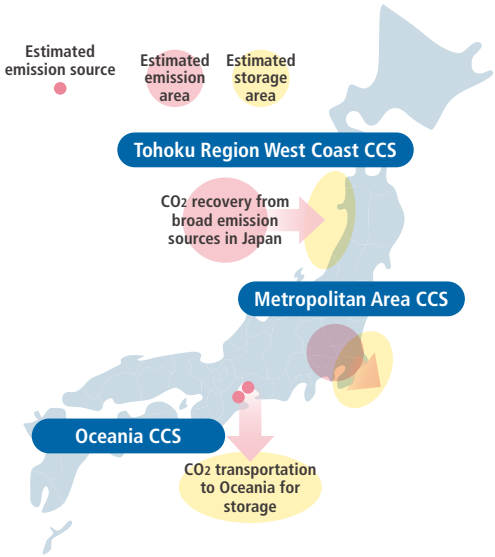 Estimated
emission source
Estimated
emission
area
Estimated
storage
area
Tohoku Region West Coast CCS
CO2 recovery from
broad emission
sources in Japan
Metropolitan Area CCS
Oceania CCS
CO2 transportation
to Oceania for
storage